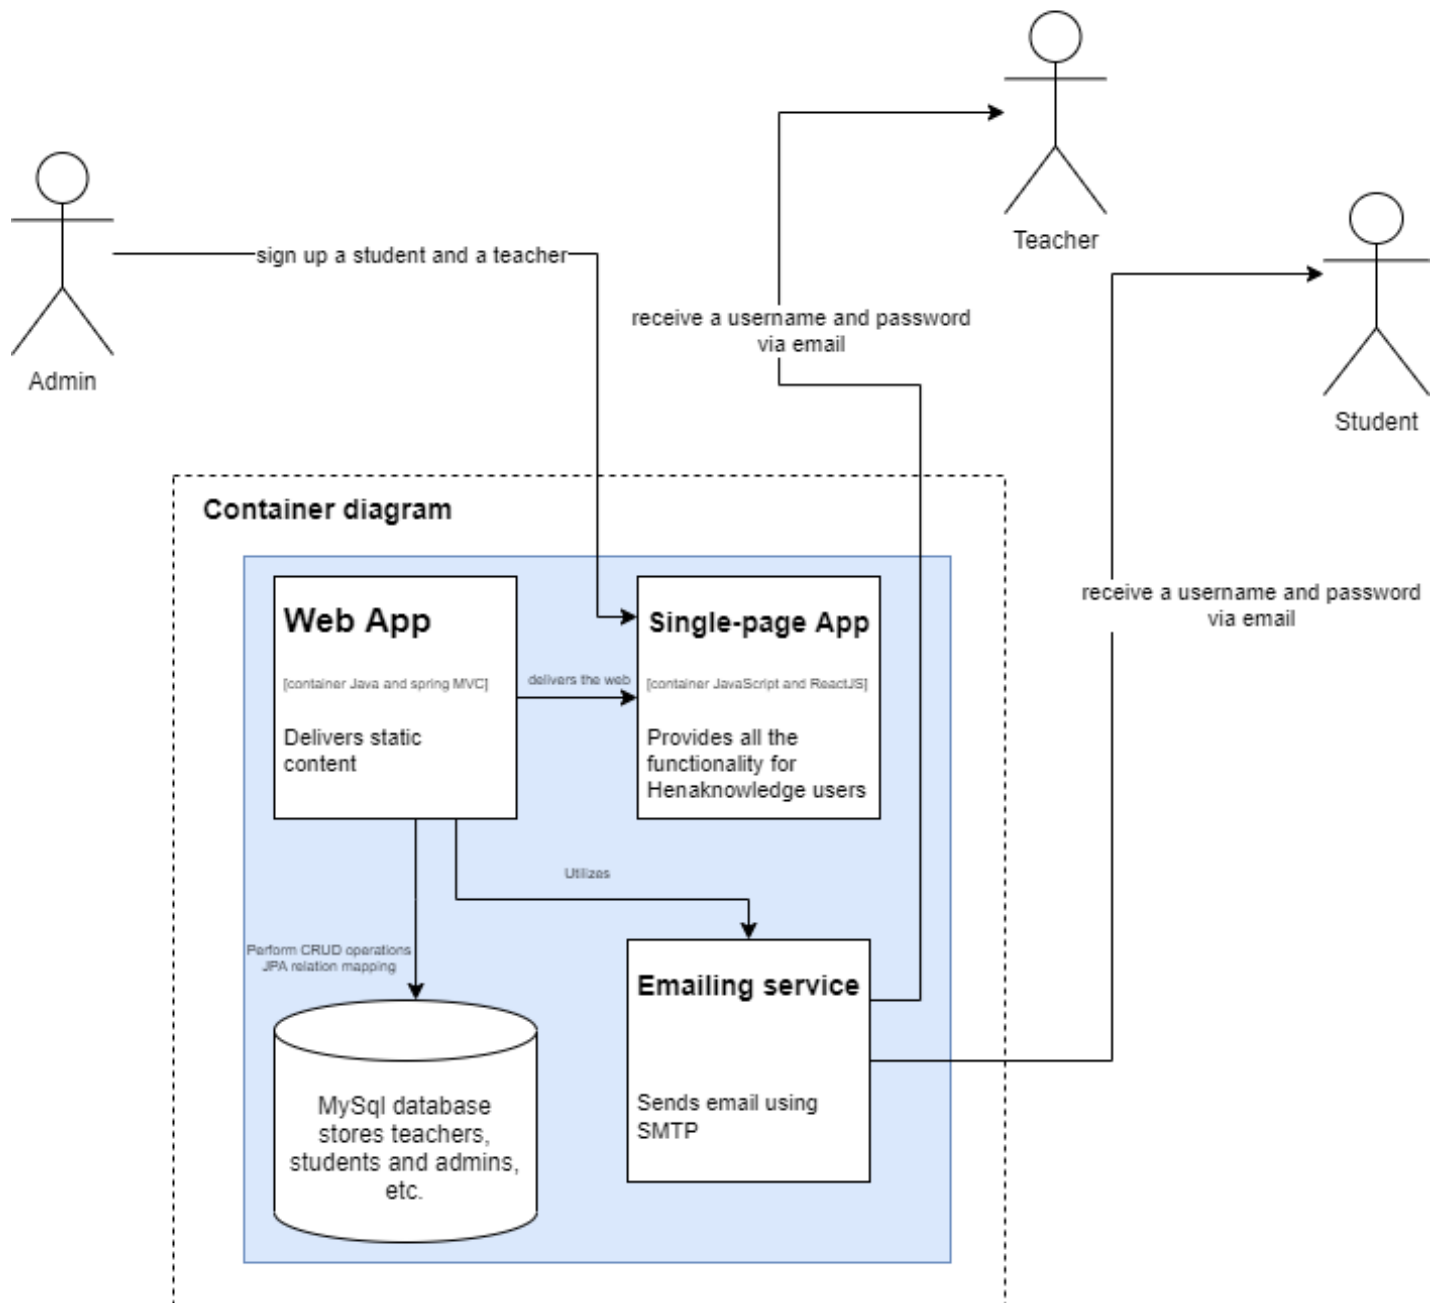 Teacher
sign up a student and a teacher
receive a username and password
via email
Admin
Student
Container diagram
receive a username and password
via email
Web App
[container Java and spring MVC]
Delivers static
content
delivers the web
Single-page App
[container JavaScript and ReactJS]
Provides all the
functionality for
Henaknowledge users
Utilizes
Perform CRUD operations
JPA relation mapping
Emailing service
Sends email using
SMTP
MySql database
stores teachers,
students and admins,
etc.